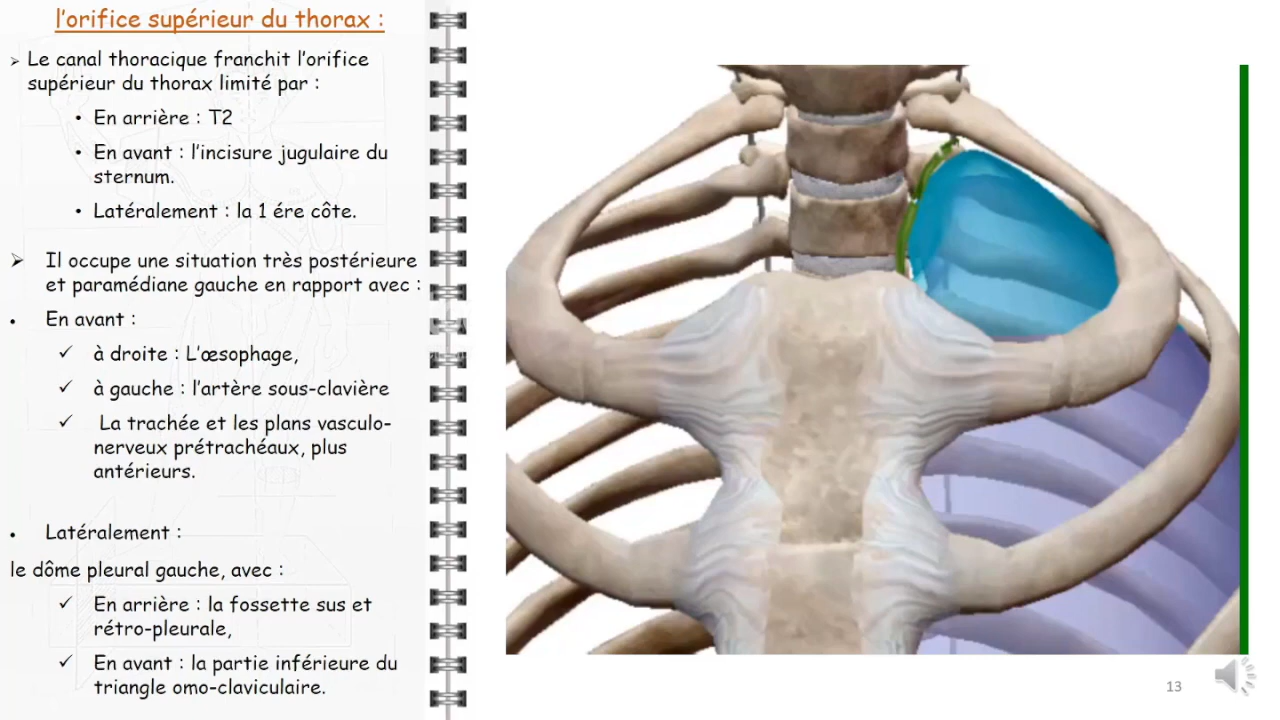 l'orifice supérieur du thorax :
➢ Le canal thoracique franchit l'orifice
supérieur du thorax limité par :
• En arrière : T2
• En avant : l'incisure jugulaire du
sternum.
• Latéralement : la 1 ére côte.
➢ Il occupe une situation très postérieure
et paramédiane gauche en rapport avec :
• En avant :
✓ à droite : L'œsophage,
✓ à gauche : l'artère sous-clavière
✓ La trachée et les plans vasculo-
nerveux prétrachéaux, plus
antérieurs.
• Latéralement :
le dôme pleural gauche, avec :
✓ En arrière : la fossette sus et
rétro-pleurale,
✓ En avant : la partie inférieure du
triangle omo-claviculaire.
13